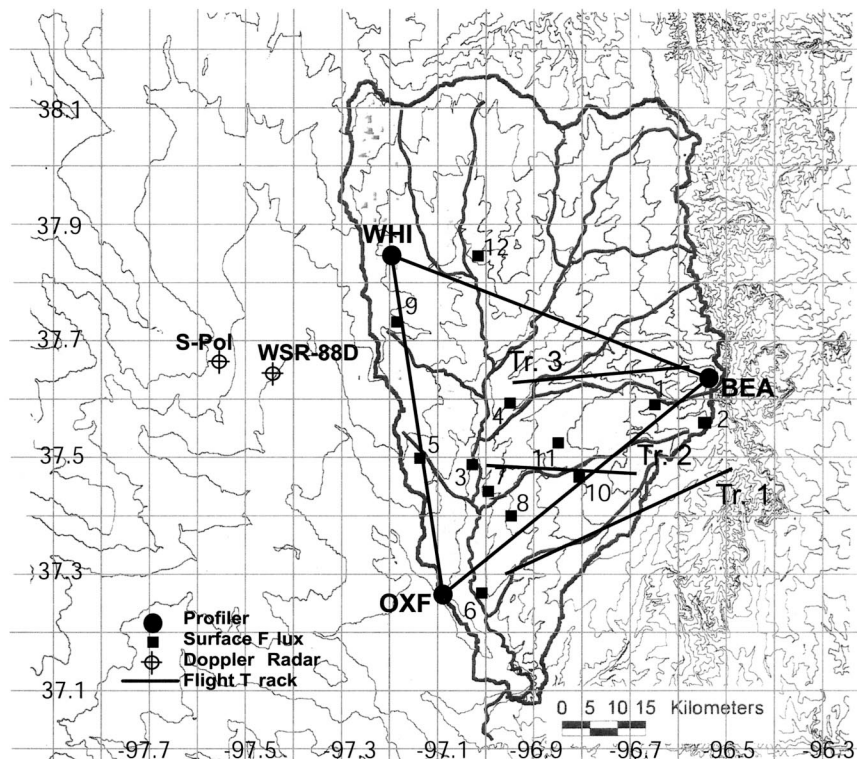 38.1
37.9
WHI
12
9
37.7
S-Pol
WSR-88D
Tr. 3
BEA
1
4
2
5
11
Tr. 2
37.5
3
7
10
Tr. 1
8
37.3
OXF
6
Profiler
Surface F lux
Doppler Radar
Flight T rack
37.1
0 5 10 15 Kilometers
-97.7 -97.5 -97.3 -97.1 -96.9 -96.7 -96.5 -96.3